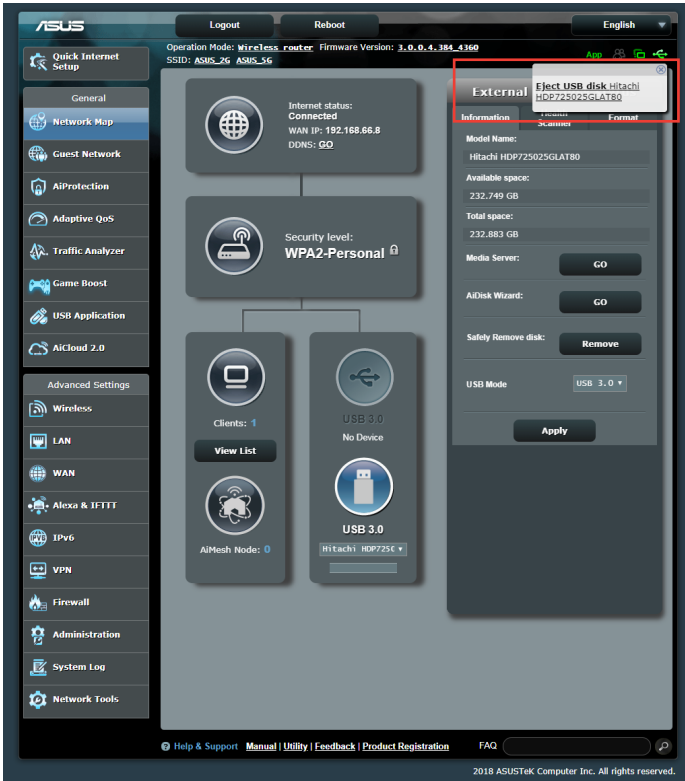 ASUS
Logout
Reboot
English
Quick Internet
Setup
Operation Mode: Wireless router Firmware Version: 3.0.0.4.384_4360
SSID: ASUS_2G ASUS_5G
App
General
Network Map
Guest Network
AiProtection
Adaptive QoS
Traffic Analyzer
Game Boost
USB Application
AiCloud 2.0
Advanced Settings
Wireless
LAN
WAN
Alexa & IFTTT
IPv6
VPN
Firewall
Administration
System Log
Network Tools
Internet status:
Connected
WAN IP: 192.168.66.8
DDNS: GO
Security level:
WPA2-Personal
Clients: 1
View List
AiMesh Node: 0
USB 3.0
No Device
USB 3.0
Hitachi HDP725C
External
Eject USB disk Hitachi
HDP725025GLAT80
Information
Health
Scanner
Format
Model Name:
Hitachi HDP725025GLAT80
Available space:
232.749 GB
Total space:
232.883 GB
Media Server:
GO
AiDisk Wizard:
GO
Safely Remove disk:
Remove
USB Mode
USB 3.0
Apply
Help & Support Manual | Utility | Feedback | Product Registration
FAQ
2018 ASUSTeK Computer Inc. All rights reserved.